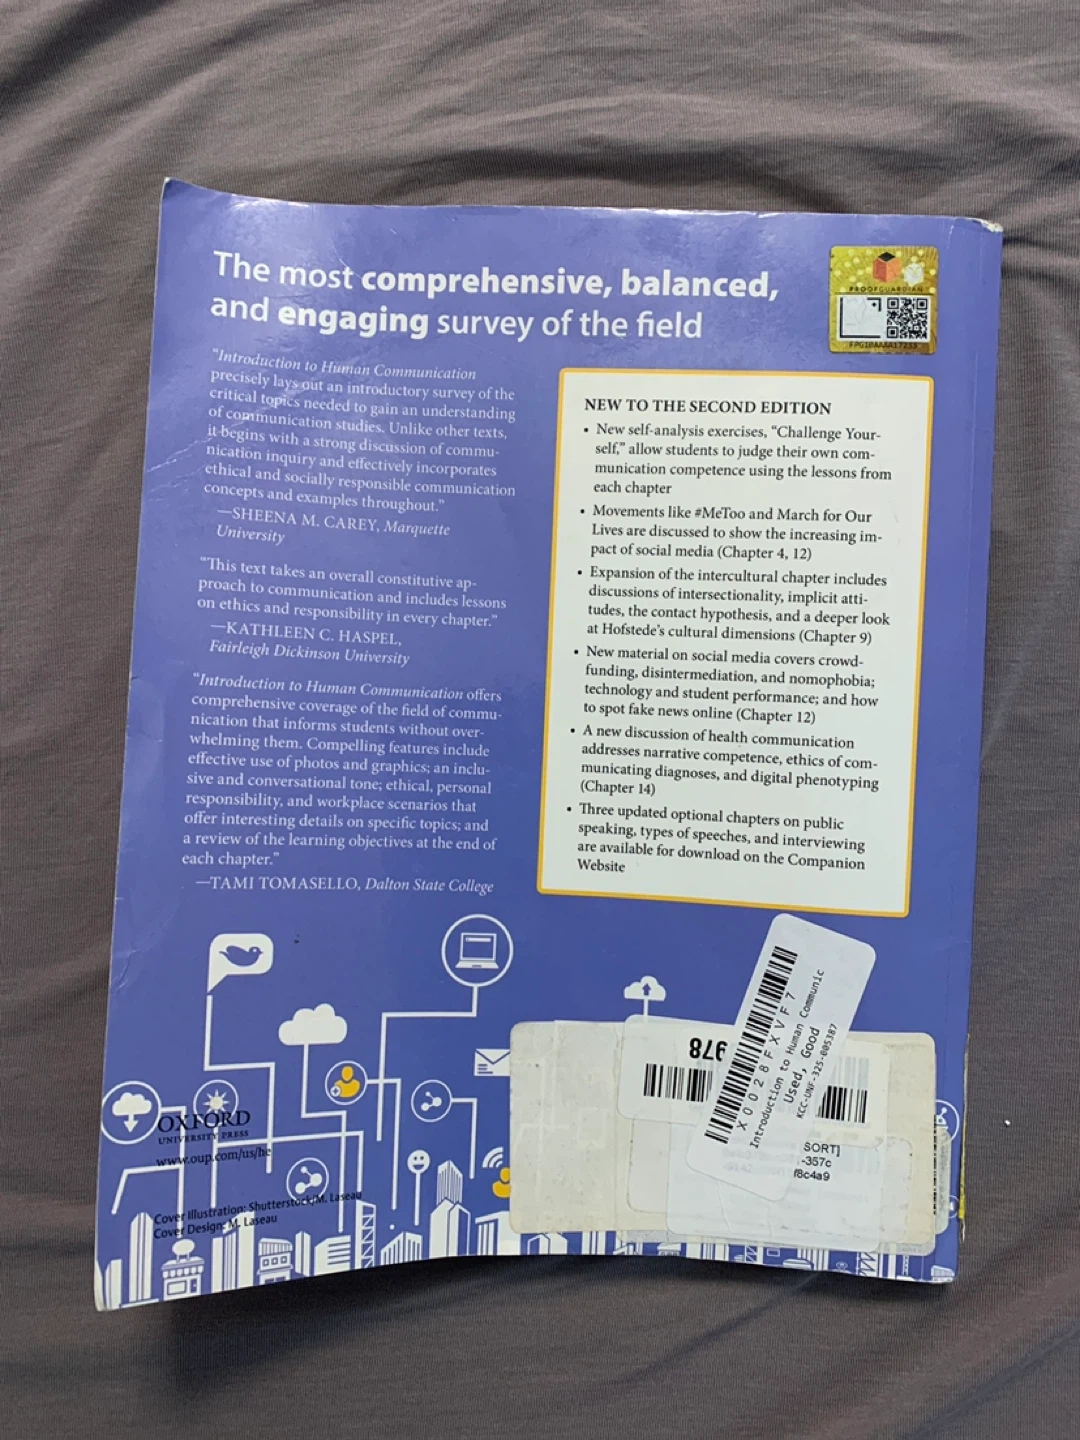 The most comprehensive, balanced,
and engaging survey of the field
PROOFGUARDIAN
"Introduction to Human Communication
precisely lays out an introductory survey of the
critical topics needed to gain an understanding
of communication studies. Unlike other texts,
it begins with a strong discussion of commu-
nication inquiry and effectively incorporates
ethical and socially responsible communication
concepts and examples throughout."
—SHEENA M. CAREY, Marquette
University
"This text takes an overall constitutive ap-
proach to communication and includes lessons
on ethics and responsibility in every chapter."
—KATHLEEN C. HASPEL,
Fairleigh Dickinson University
"Introduction to Human Communication offers
comprehensive coverage of the field of commu-
nication that informs students without over-
whelming them. Compelling features include
effective use of photos and graphics; an inclu-
sive and conversational tone; ethical, personal
responsibility, and workplace scenarios that
offer interesting details on specific topics; and
a review of the learning objectives at the end of
each chapter."
—TAMI TOMASELLO, Dalton State College
NEW TO THE SECOND EDITION
• New self-analysis exercises, "Challenge Your-
self," allow students to judge their own com-
munication competence using the lessons from
each chapter
• Movements like #MeToo and March for Our
Lives are discussed to show the increasing im-
pact of social media (Chapter 4, 12)
• Expansion of the intercultural chapter includes
discussions of intersectionality, implicit atti-
tudes, the contact hypothesis, and a deeper look
at Hofstede's cultural dimensions (Chapter 9)
• New material on social media covers crowd-
funding, disintermediation, and nomophobia;
technology and student performance; and how
to spot fake news online (Chapter 12)
• A new discussion of health communication
addresses narrative competence, ethics of com-
municating diagnoses, and digital phenotyping
(Chapter 14)
• Three updated optional chapters on public
speaking, types of speeches, and interviewing
are available for download on the Companion
Website
OXFORD
UNIVERSITY PRESS
www.oup.com/us/he
Cover Illustration: Shutterstock/M. Laseau
Cover Design: M. Laseau
978
X0028FXVF7
Introduction to Human Communic
Used, Good
KCC-UNF-325-005387
SORT]
-357c
f8c4a9